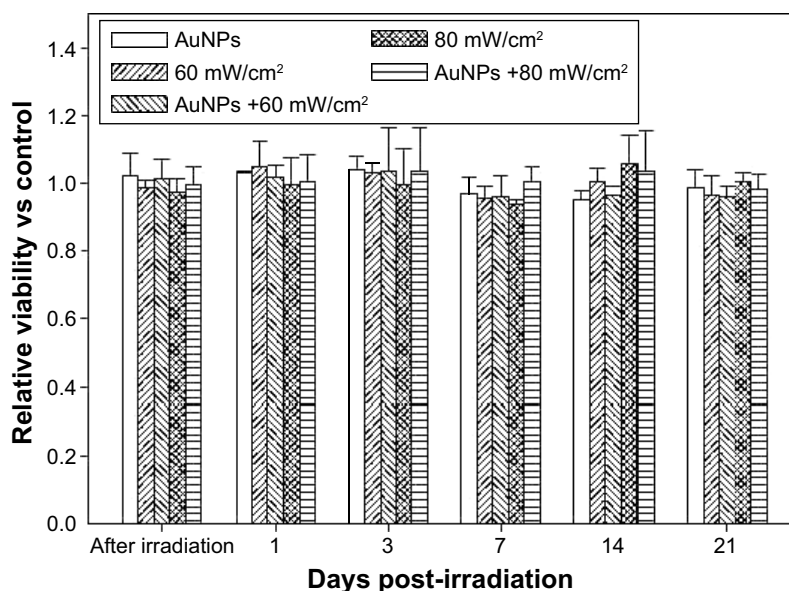 AuNPs
60 mW/cm²
AuNPs +60 mW/cm²
80 mW/cm²
AuNPs +80 mW/cm²
Relative viability vs control
1.4
1.2
1.0
0.8
0.6
0.4
0.2
0.0
After irradiation 1 3 7 14 21
Days post-irradiation